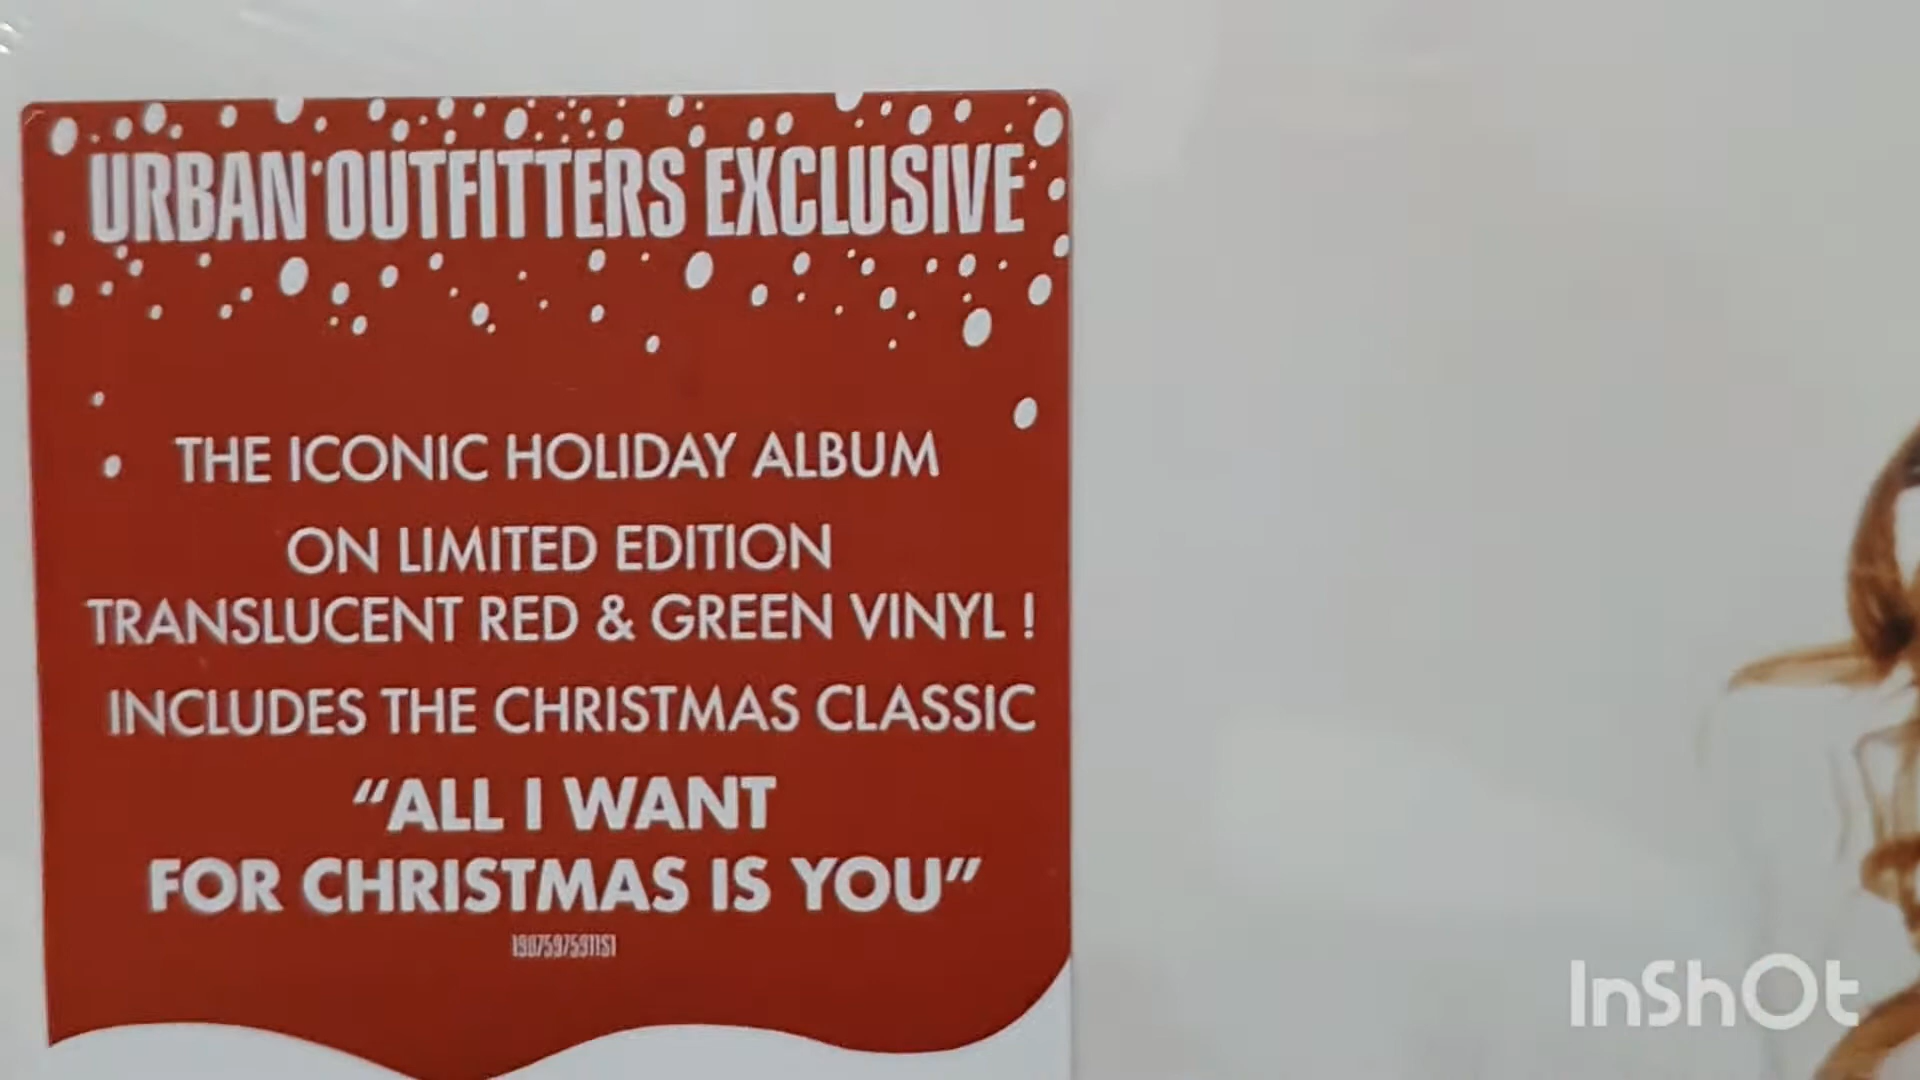 URBAN OUTFITTERS EXCLUSIVE
THE ICONIC HOLIDAY ALBUM
ON LIMITED EDITION
TRANSLUCENT RED & GREEN VINYL !
INCLUDES THE CHRISTMAS CLASSIC
“ALL I WANT
FOR CHRISTMAS IS YOU”
19075975911S1
InShOt